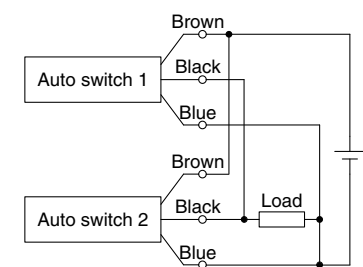 Brown
Auto switch 1
Black
Blue
Brown
Auto switch 2
Black
Load
Blue